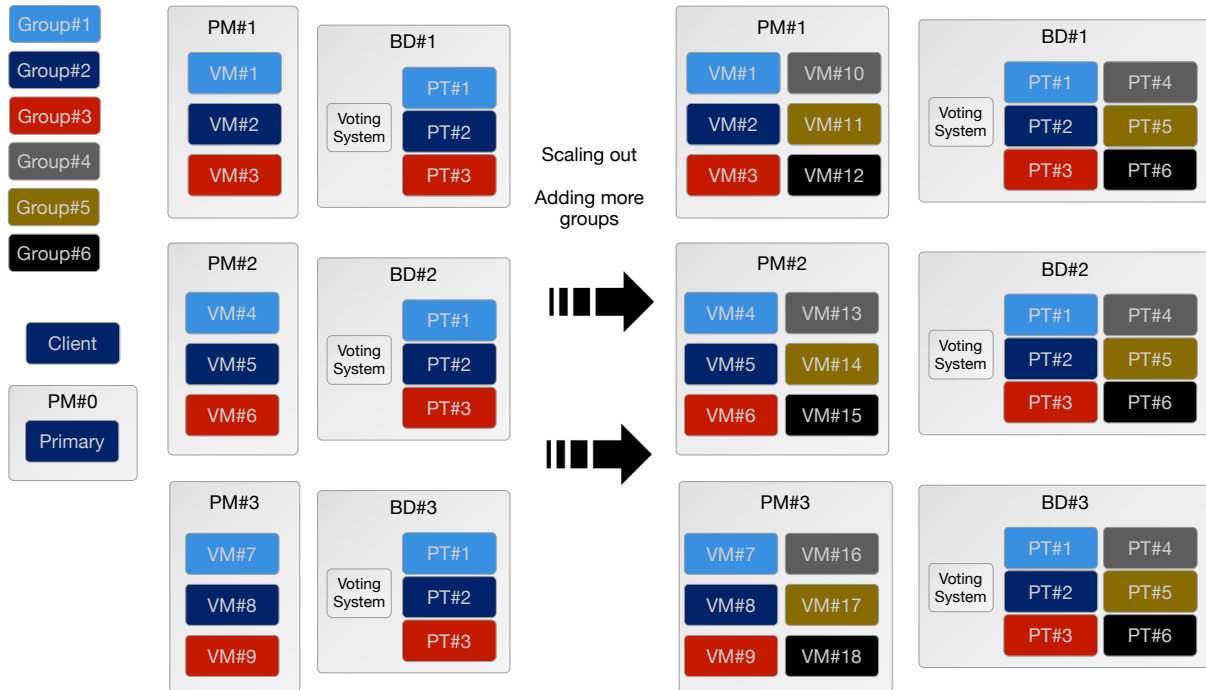 Group#1
Group#2
Group#3
Group#4
Group#5
Group#6
Client
PM#0
Primary
PM#1
VM#1
VM#2
VM#3
BD#1
Voting
System
PT#1
PT#2
PT#3
PM#2
VM#4
VM#5
VM#6
BD#2
Voting
System
PT#1
PT#2
PT#3
PM#3
VM#7
VM#8
VM#9
BD#3
Voting
System
PT#1
PT#2
PT#3
Scaling out
Adding more
groups
PM#1
VM#1
VM#10
VM#2
VM#11
VM#3
VM#12
BD#1
Voting
System
PT#1
PT#4
PT#2
PT#5
PT#3
PT#6
PM#2
VM#4
VM#13
VM#5
VM#14
VM#6
VM#15
BD#2
Voting
System
PT#1
PT#4
PT#2
PT#5
PT#3
PT#6
PM#3
VM#7
VM#16
VM#8
VM#17
VM#9
VM#18
BD#3
Voting
System
PT#1
PT#4
PT#2
PT#5
PT#3
PT#6